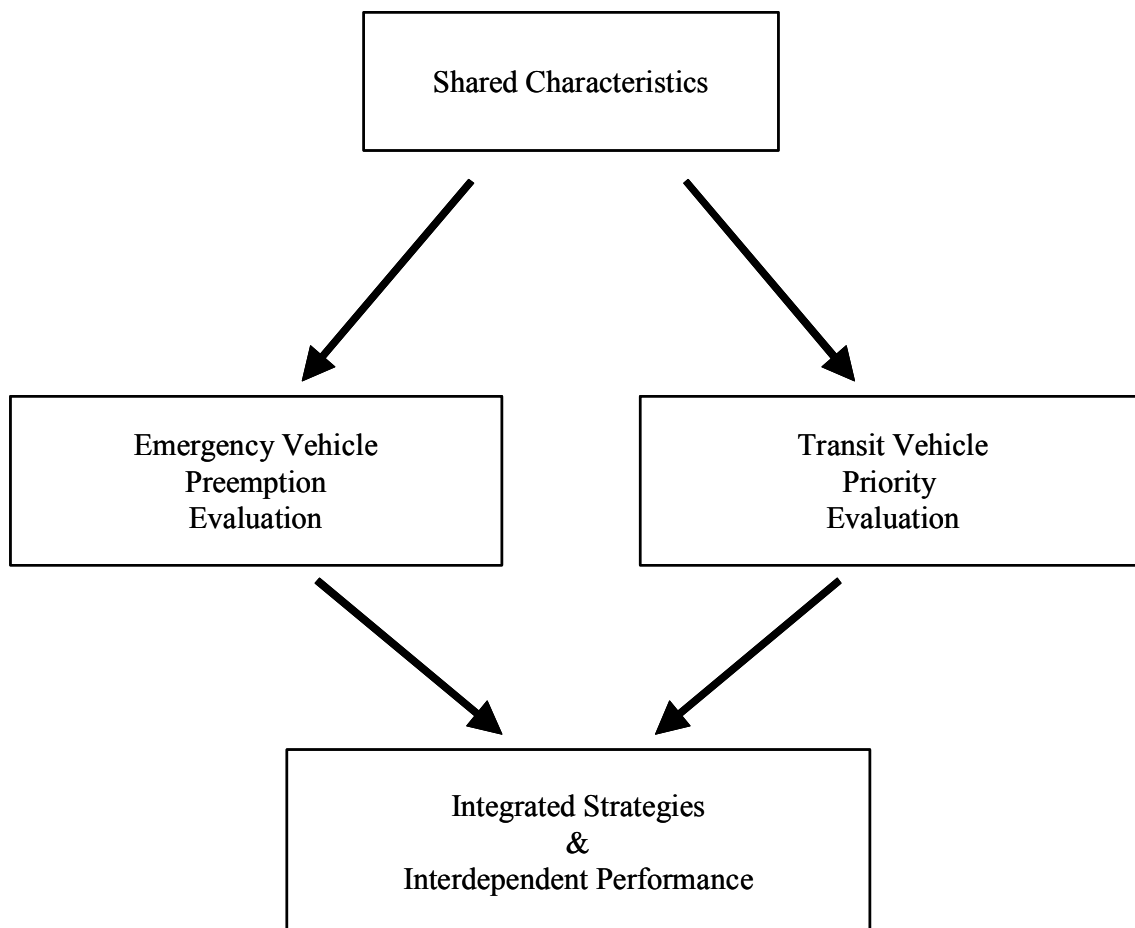 Shared Characteristics
Emergency Vehicle
Preemption
Evaluation
Transit Vehicle
Priority
Evaluation
Integrated Strategies
&
Interdependent Performance